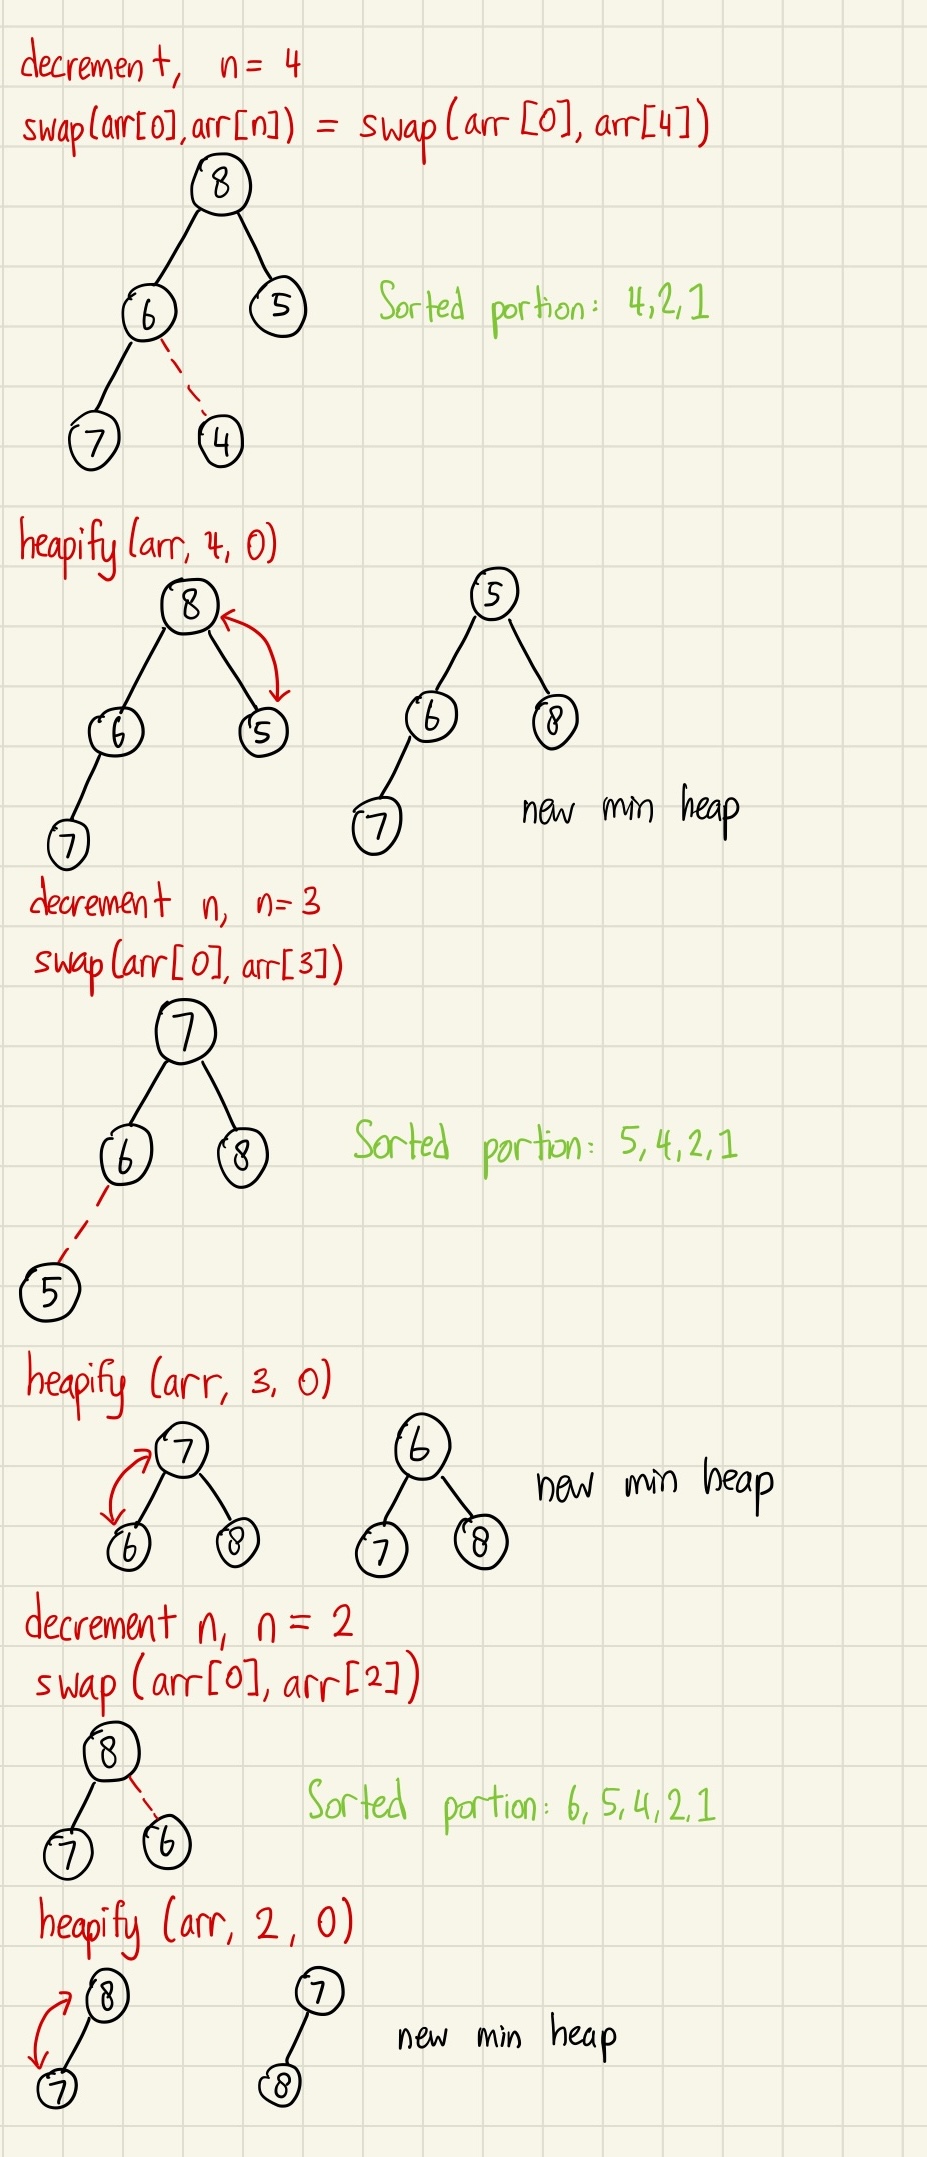 decrement, n = 4
swap(arr[0], arr[n]) = swap(arr[0], arr[4])
8
6 5
7 4
Sorted portion: 4,2,1
heapify(arr, 4, 0)
8
6 5
7
5
6 8
7
new min heap
decrement n, n=3
swap(arr[0], arr[3])
7
6 8
5
Sorted portion: 5,4,2,1
heapify (arr, 3, 0)
7
6 8
6
7 8
new min heap
decrement n, n = 2
swap (arr[0], arr[2])
8
7 6
Sorted portion: 6,5,4,2,1
heapify (arr, 2, 0)
8
7
7
8
new min heap